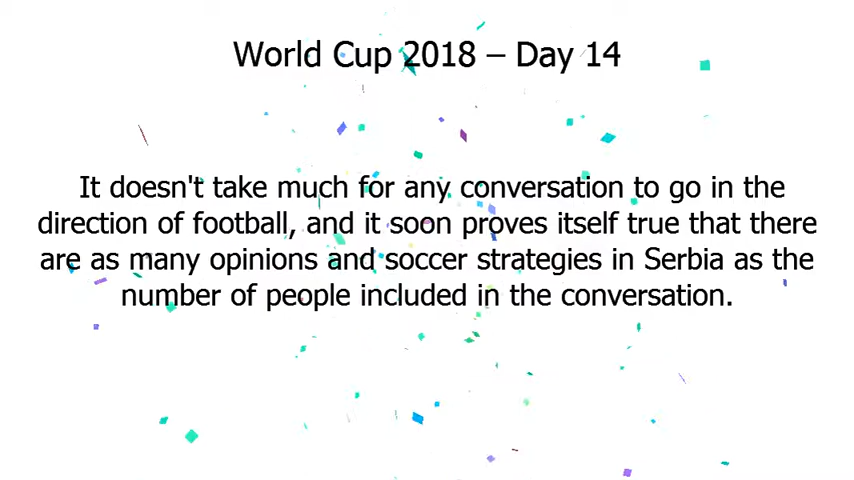 World Cup 2018 – Day 14
It doesn't take much for any conversation to go in the
direction of football, and it soon proves itself true that there
are as many opinions and soccer strategies in Serbia as the
number of people included in the conversation.